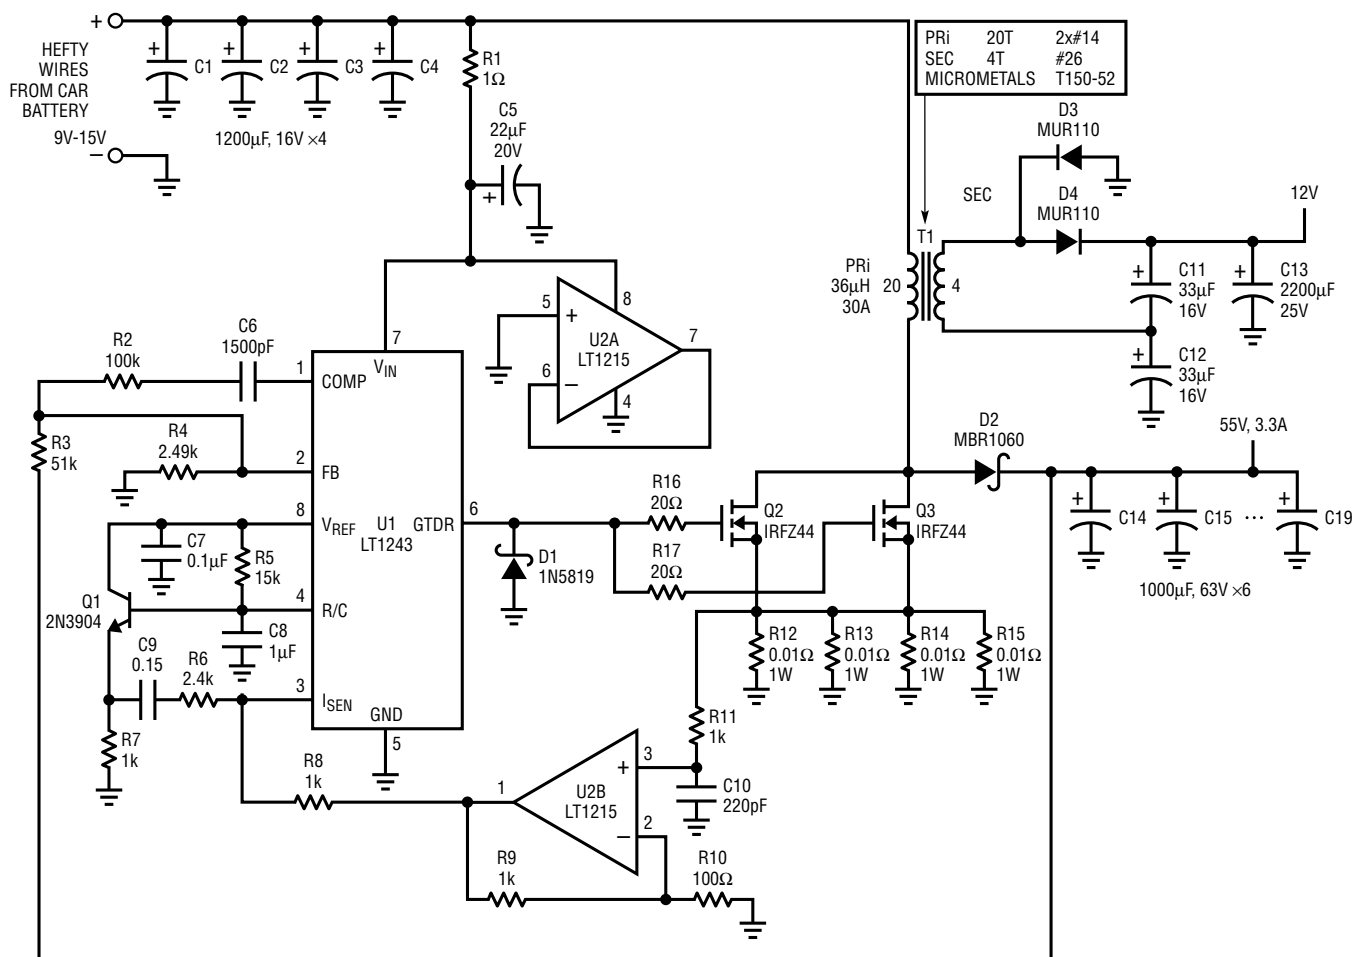 +
HEFTY
WIRES
FROM CAR
BATTERY
9V-15V
–
+ C1
+ C2
+ C3
+ C4
1200µF, 16V ×4
R1
1Ω
C5
22µF
20V
+
PRi 20T 2x#14
SEC 4T #26
MICROMETALS T150-52
D3
MUR110
SEC
D4
MUR110
12V
T1
PRi
36µH
30A
20
4
+
C11
33µF
16V
+
C13
2200µF
25V
+
C12
33µF
16V
5
+
8
U2A
LT1215
7
6
–
4
R2
100k
C6
1500pF
1
COMP
7
VIN
R3
51k
R4
2.49k
2
FB
8
VREF
U1
LT1243
6
GTDR
C7
0.1µF
R5
15k
Q1
2N3904
4
R/C
C8
1µF
C9
0.15
R6
2.4k
3
ISEN
GND
5
R7
1k
D1
1N5819
R16
20Ω
R17
20Ω
Q2
IRFZ44
Q3
IRFZ44
D2
MBR1060
55V, 3.3A
+
C14
+
C15
···
+
C19
1000µF, 63V ×6
R12
0.01Ω
1W
R13
0.01Ω
1W
R14
0.01Ω
1W
R15
0.01Ω
1W
R11
1k
C10
220pF
R8
1k
1
U2B
LT1215
+
3
–
2
R9
1k
R10
100Ω